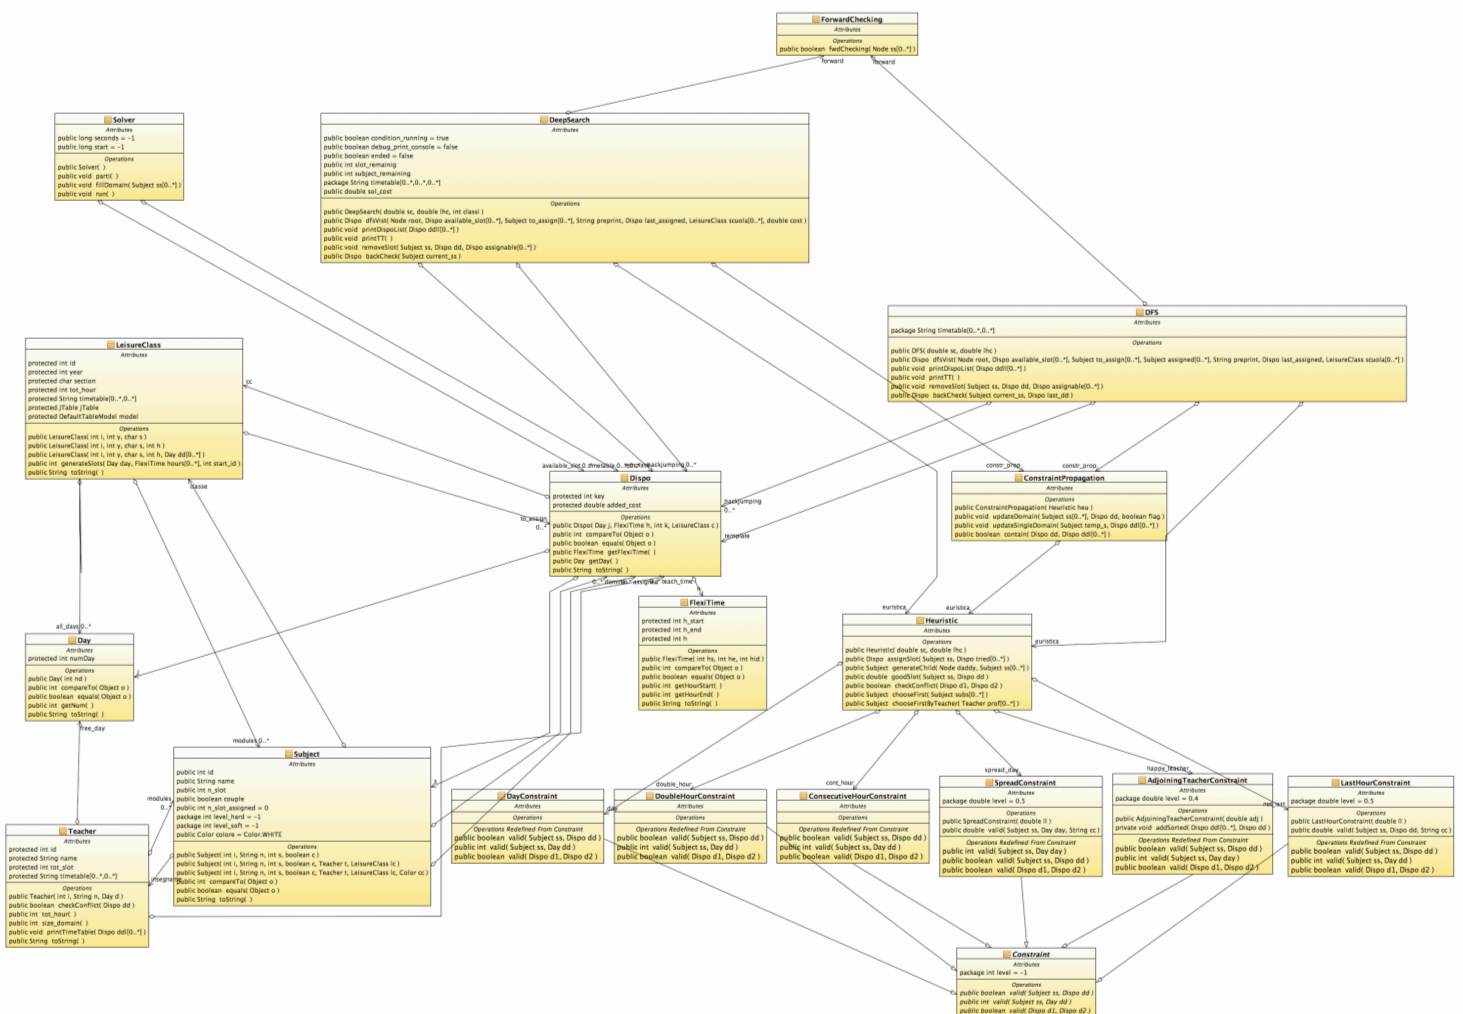 ForwardChecking
Attributes
Operations
public boolean fwdChecking( Node ss[0..*] )
forward
forward
Solver
Attributes
public long seconds = -1
public long start = -1
Operations
public Solver( )
public void parti( )
public void fillDomain( Subject ss[0..*] )
public void run( )
DeepSearch
Attributes
public boolean condition_running = true
public boolean debug_print_console = false
public boolean ended = false
public int slot_remainig
public int subject_remaining
package String timetable[0..*,0..*,0..*]
public double sol_cost
Operations
public DeepSearch( double sc, double lhc, int classi )
public Dispo dfsVist( Node root, Dispo available_slot[0..*], Subject to_assign[0..*], String preprint, Dispo last_assigned, LeisureClass scuola[0..*], double cost )
public void printDispoList( Dispo ddl[0..*] )
public void printTT( )
public void removeSlot( Subject ss, Dispo dd, Dispo assignable[0..*] )
public Dispo backCheck( Subject current_ss )
DFS
Attributes
package String timetable[0..*,0..*]
Operations
public DFS( double sc, double lhc )
public Dispo dfsVist( Node root, Dispo available_slot[0..*], Subject to_assign[0..*], Subject assigned[0..*], String preprint, Dispo last_assigned, LeisureClass scuola[0..*] )
public void printDispoList( Dispo ddl[0..*] )
public void printTT( )
public void removeSlot( Subject ss, Dispo dd, Dispo assignable[0..*] )
public Dispo backCheck( Subject current_ss, Dispo last_dd )
LeisureClass
Attributes
protected int id
protected int year
protected char section
protected int tot_hour
protected String timetable[0..*,0..*]
protected JTable jTable
protected DefaultTableModel model
Operations
public LeisureClass( int i, int y, char s )
public LeisureClass( int i, int y, char s, int h )
public LeisureClass( int i, int y, char s, int h, Day dd[0..*] )
public int generateSlots( Day day, FlexiTime hours[0..*], int start_id )
public String toString( )
cc
classe
available_slot 0..*
backjumping 0..*
Dispo
Attributes
protected int key
protected double added_cost
Operations
public Dispo( Day j, FlexiTime h, int k, LeisureClass c )
public int compareTo( Object o )
public boolean equals( Object o )
public FlexiTime getFlexiTime( )
public Day getDay( )
public String toString( )
to_assign
0..*
backjumping
0..*
template
teach_time
h
constr_prop
constr_prop
ConstraintPropagation
Attributes
Operations
public ConstraintPropagation( Heuristic heu )
public void updateDomain( Subject ss[0..*], Dispo dd, boolean flag )
public void updateSingleDomain( Subject temp_s, Dispo ddl[0..*] )
public boolean contain( Dispo dd, Dispo ddl[0..*] )
FlexiTime
Attributes
protected int h_start
protected int h_end
protected int h
Operations
public FlexiTime( int hs, int he, int hid )
public int compareTo( Object o )
public boolean equals( Object o )
public int getHourStart( )
public int getHourEnd( )
public String toString( )
euristica
euristica
euristica
Heuristic
Attributes
Operations
public Heuristic( double sc, double lhc )
public Dispo assignSlot( Subject ss, Dispo tried[0..*] )
public Subject generateChild( Node daddy, Subject ss[0..*] )
public double goodSlot( Subject ss, Dispo dd )
public boolean checkConflict( Dispo d1, Dispo d2 )
public Subject chooseFirst( Subject subs[0..*] )
public Subject chooseFirstByTeacher( Teacher prof[0..*] )
all_days 0..*
Day
Attributes
protected int numDay
Operations
public Day( int nd )
public int compareTo( Object o )
public boolean equals( Object o )
public int getNum( )
public String toString( )
free_day
modules 0..*
Subject
Attributes
public int id
public String name
public int n_slot
public boolean couple
public int n_slot_assigned = 0
package int level_hard = -1
package int level_soft = -1
public Color colore = Color.WHITE
Operations
public Subject( int i, String n, int s, boolean c )
public Subject( int i, String n, int s, boolean c, Teacher t, LeisureClass lc )
public Subject( int i, String n, int s, boolean c, Teacher t, LeisureClass lc, Color cc )
public int compareTo( Object o )
public boolean equals( Object o )
public String toString( )
modules
0..*
Teacher
Attributes
protected int id
protected String name
protected int tot_slot
protected String timetable[0..*,0..*]
Operations
public Teacher( int i, String n, Day d )
public boolean checkConflict( Dispo dd )
public int tot_hour( )
public int size_domain( )
public void printTimeTable( Dispo ddl[0..*] )
public String toString( )
DayConstraint
Attributes
Operations
Operations Redefined From Constraint
public boolean valid( Subject ss, Dispo dd )
public int valid( Subject ss, Day dd )
public boolean valid( Dispo d1, Dispo d2 )
day
double_hour
DoubleHourConstraint
Attributes
Operations
Operations Redefined From Constraint
public boolean valid( Subject ss, Dispo dd )
public int valid( Subject ss, Day dd )
public boolean valid( Dispo d1, Dispo d2 )
cont_hour
ConsecutiveHourConstraint
Attributes
Operations
Operations Redefined From Constraint
public boolean valid( Subject ss, Dispo dd )
public int valid( Subject ss, Day dd )
public boolean valid( Dispo d1, Dispo d2 )
spread_day
SpreadConstraint
Attributes
package double level = 0.5
Operations
public SpreadConstraint( double ll )
public double valid( Subject ss, Day day, String cc )
Operations Redefined From Constraint
public boolean valid( Subject ss, Dispo dd )
public int valid( Subject ss, Day day )
public boolean valid( Dispo d1, Dispo d2 )
happy_teacher
AdjoiningTeacherConstraint
Attributes
package double level = 0.4
Operations
public AdjoiningTeacherConstraint( double adj )
private void addSorted( Dispo ddl[0..*], Dispo dd )
Operations Redefined From Constraint
public boolean valid( Subject ss, Dispo dd )
public int valid( Subject ss, Day day )
public boolean valid( Dispo d1, Dispo d2 )
not_last
LastHourConstraint
Attributes
package double level = 0.5
Operations
public LastHourConstraint( double ll )
public double valid( Subject ss, Dispo dd, String cc )
Operations Redefined From Constraint
public boolean valid( Subject ss, Dispo dd )
public int valid( Subject ss, Day dd )
public boolean valid( Dispo d1, Dispo d2 )
Constraint
Attributes
package int level = -1
Operations
public boolean valid( Subject ss, Dispo dd )
public int valid( Subject ss, Day dd )
public boolean valid( Dispo d1, Dispo d2 )